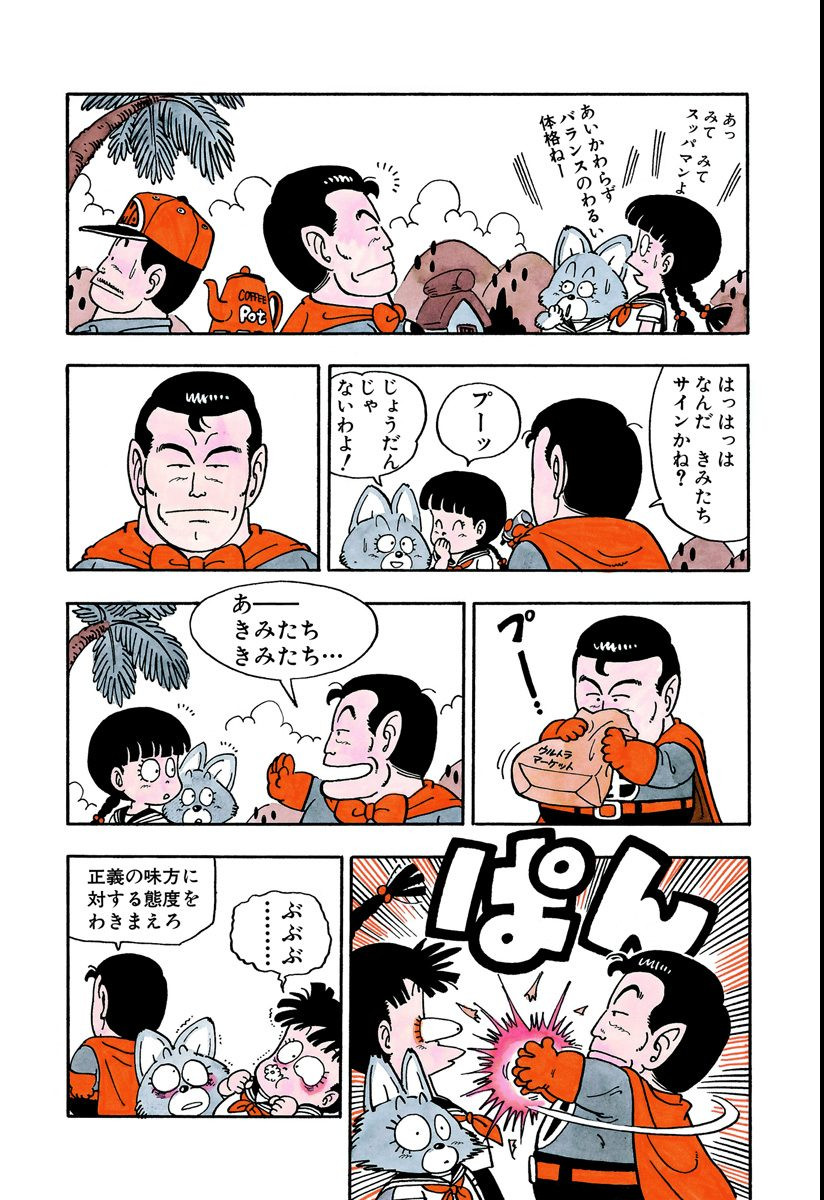 あっ
みて みて
スッパマンよ
あいかわらず
バランスのわるい
体格ねー
COFFEE
Pot
はっはっは
なんだ きみたち
サインかね？
プーッ
じょうだん
じゃ
ないわよ！
プー…
ウルトラ
マーケット
あ――
きみたち
きみたち…
ぱん
ぶぶぶ
………
正義の味方に
対する態度を
わきまえろ